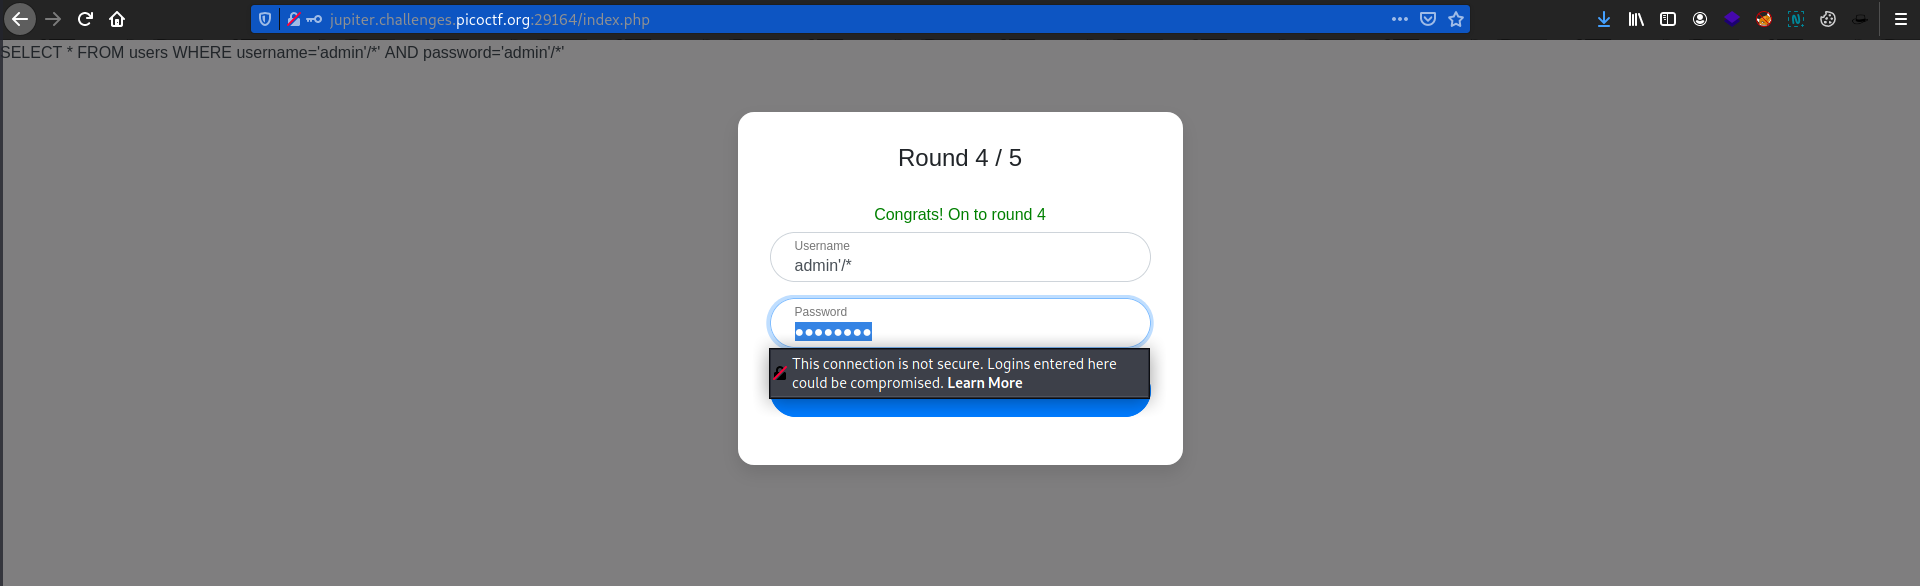 jupiter.challenges.picoctf.org:29164/index.php
SELECT * FROM users WHERE username='admin'/*' AND password='admin'/*'
Round 4 / 5
Congrats! On to round 4
Username
admin'/*
Password
••••••••
This connection is not secure. Logins entered here
could be compromised. Learn More